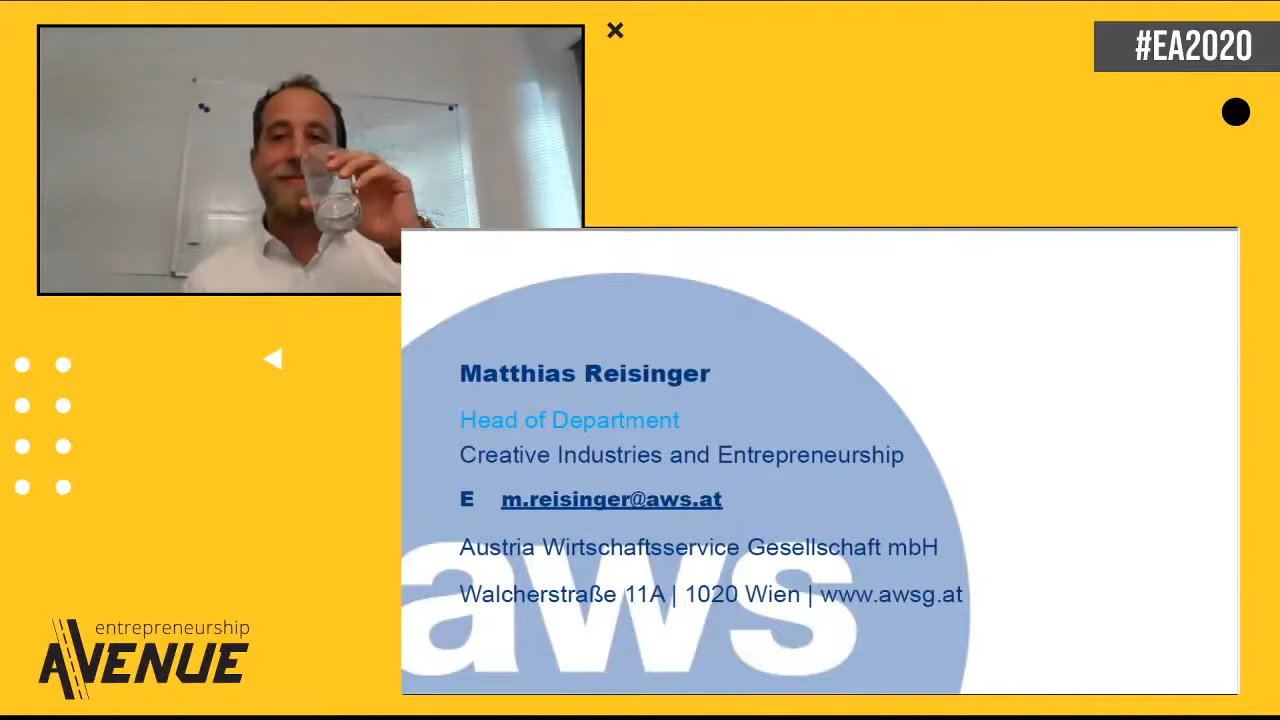 #EA2020
Matthias Reisinger
Head of Department
Creative Industries and Entrepreneurship
E m.reisinger@aws.at
Austria Wirtschaftsservice Gesellschaft mbH
Walcherstraße 11A | 1020 Wien | www.awsg.at
aws
entrepreneurship
AVENUE